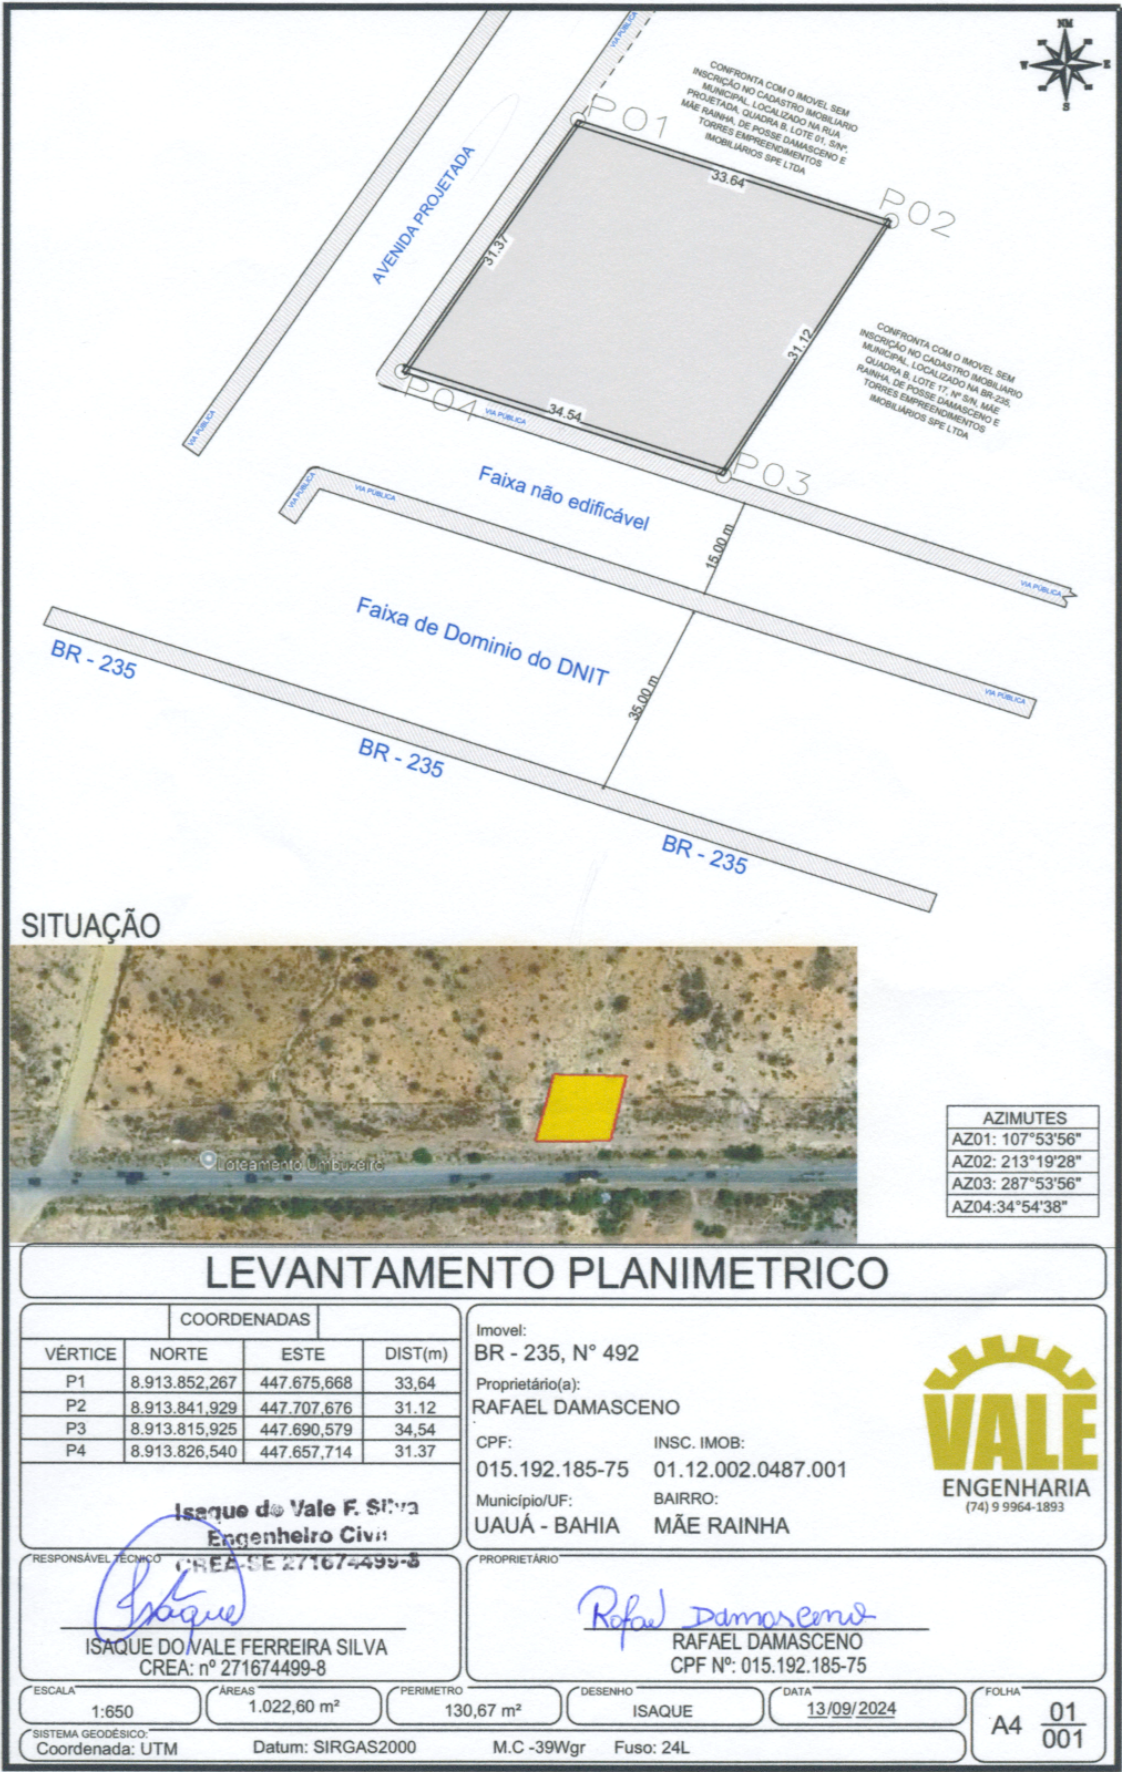 NM
W
E
S
VIA PÚBLICA
CONFRONTA COM O IMOVEL SEM
INSCRIÇÃO NO CADASTRO IMOBILIARIO
MUNICIPAL, LOCALIZADO NA RUA
PROJETADA, QUADRA B, LOTE 01, S/Nº,
MÃE RAINHA, DE POSSE DAMASCENO E
TORRES EMPREENDIMENTOS
IMOBILIÁRIOS SPE LTDA
P01
33.64
P02
AVENIDA PROJETADA
31.37
31.12
CONFRONTA COM O IMOVEL SEM
INSCRIÇÃO NO CADASTRO IMOBILIARIO
MUNICIPAL, LOCALIZADO NA BR-235,
QUADRA B, LOTE 17, Nº S/N, MÃE
RAINHA, DE POSSE DAMASCENO E
TORRES EMPREENDIMENTOS
IMOBILIÁRIOS SPE LTDA
P04
34.54
VIA PÚBLICA
VIA PÚBLICA
P03
Faixa não edificável
VIA PÚBLICA
VIA PÚBLICA
15.00 m
VIA PÚBLICA
Faixa de Dominio do DNIT
35.00 m
VIA PÚBLICA
BR - 235
BR - 235
BR - 235
SITUAÇÃO
Loteamento Umbuzeiro
AZIMUTES
AZ01: 107°53'56"
AZ02: 213°19'28"
AZ03: 287°53'56"
AZ04:34°54'38"
LEVANTAMENTO PLANIMETRICO
COORDENADAS
VÉRTICE NORTE ESTE DIST(m)
P1 8.913.852,267 447.675,668 33,64
P2 8.913.841,929 447.707,676 31.12
P3 8.913.815,925 447.690,579 34,54
P4 8.913.826,540 447.657,714 31.37
Imovel:
BR - 235, N° 492
Proprietário(a):
RAFAEL DAMASCENO
CPF: INSC. IMOB:
015.192.185-75 01.12.002.0487.001
Município/UF: BAIRRO:
UAUÁ - BAHIA MÃE RAINHA
VALE
ENGENHARIA
(74) 9 9964-1893
Isaque do Vale F. Silva
Engenheiro Civil
CREA-SE 271674499-8
RESPONSÁVEL TÉCNICO
Isaque
ISAQUE DO VALE FERREIRA SILVA
CREA: nº 271674499-8
PROPRIETÁRIO
Rafael Damasceno
RAFAEL DAMASCENO
CPF Nº: 015.192.185-75
ESCALA
1:650
ÁREAS
1.022,60 m²
PERIMETRO
130,67 m²
DESENHO
ISAQUE
DATA
13/09/2024
FOLHA
A4 01
001
SISTEMA GEODÉSICO:
Coordenada: UTM Datum: SIRGAS2000 M.C -39Wgr Fuso: 24L